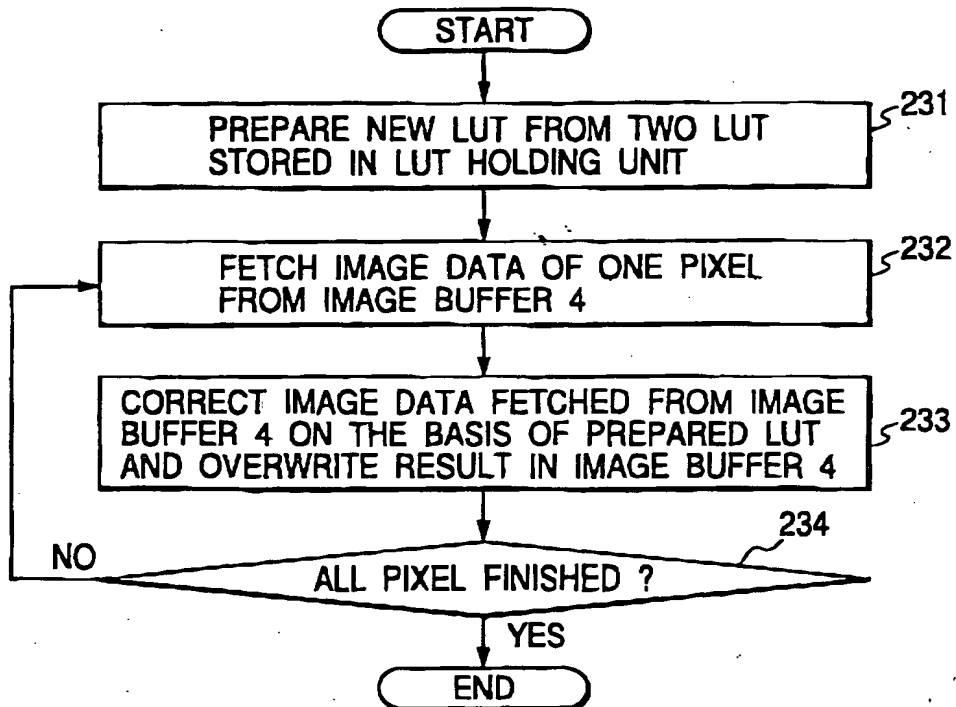 START
231
PREPARE NEW LUT FROM TWO LUT
STORED IN LUT HOLDING UNIT
232
FETCH IMAGE DATA OF ONE PIXEL
FROM IMAGE BUFFER 4
CORRECT IMAGE DATA FETCHED FROM IMAGE
BUFFER 4 ON THE BASIS OF PREPARED LUT
AND OVERWRITE RESULT IN IMAGE BUFFER 4
233
234
NO
ALL PIXEL FINISHED ?
YES
END